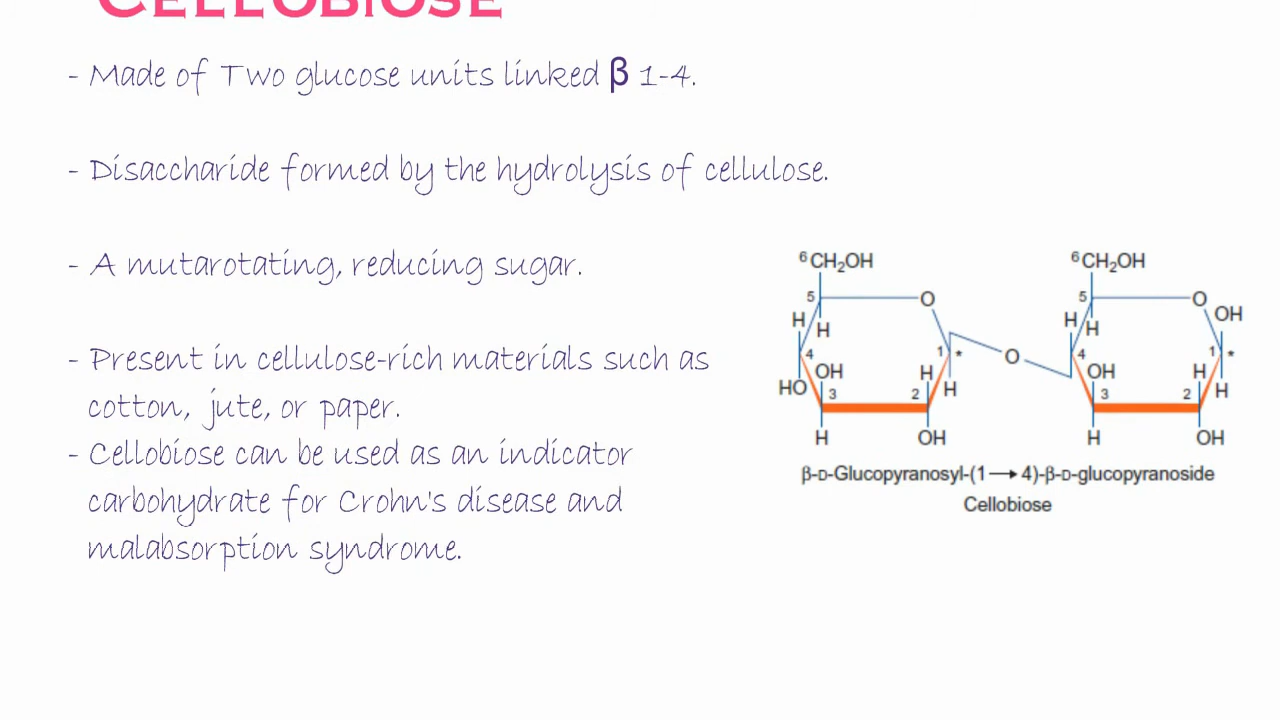 CELLOBIOSE
- Made of Two glucose units linked β 1-4.
- Disaccharide formed by the hydrolysis of cellulose.
- A mutarotating, reducing sugar.
- Present in cellulose-rich materials such as
cotton, jute, or paper.
- Cellobiose can be used as an indicator
carbohydrate for Crohn's disease and
malabsorption syndrome.
6CH2OH 6CH2OH
5 O 5 O OH
H H H H
4 1 * O 4 1 *
HO OH H H OH H H
3 2 3 2
H OH H OH
β-D-Glucopyranosyl-(1⟶4)-β-D-glucopyranoside
Cellobiose